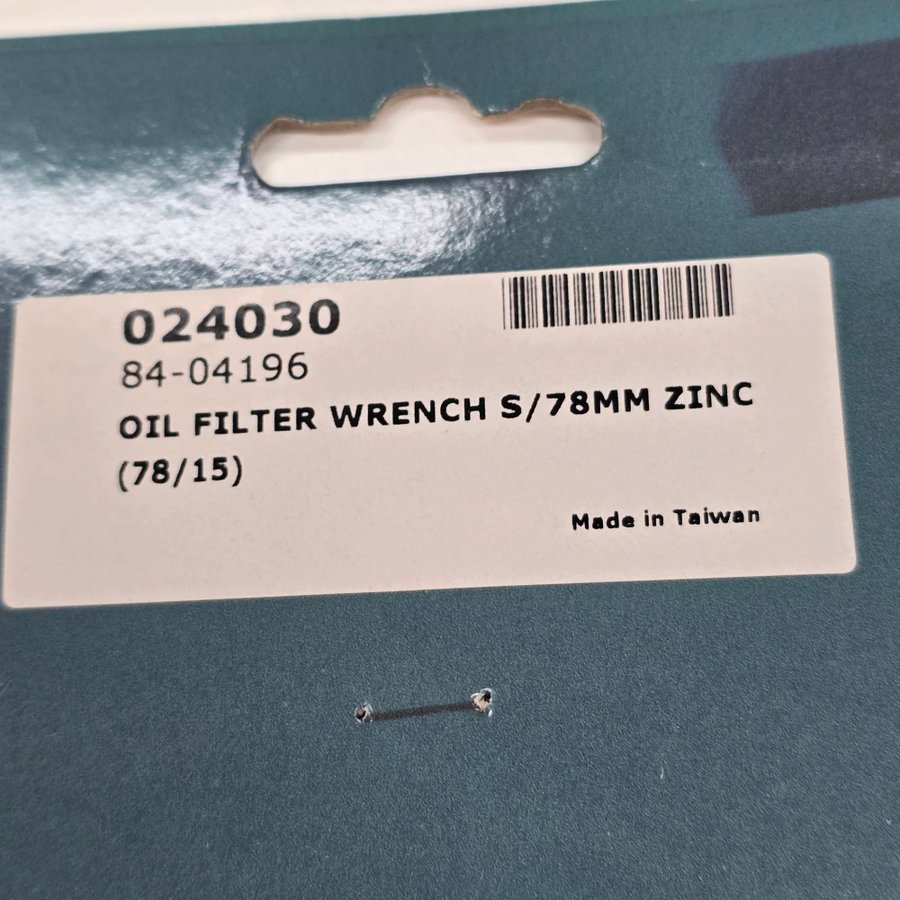 024030
84-04196
OIL FILTER WRENCH S/78MM ZINC
(78/15)
Made in Taiwan